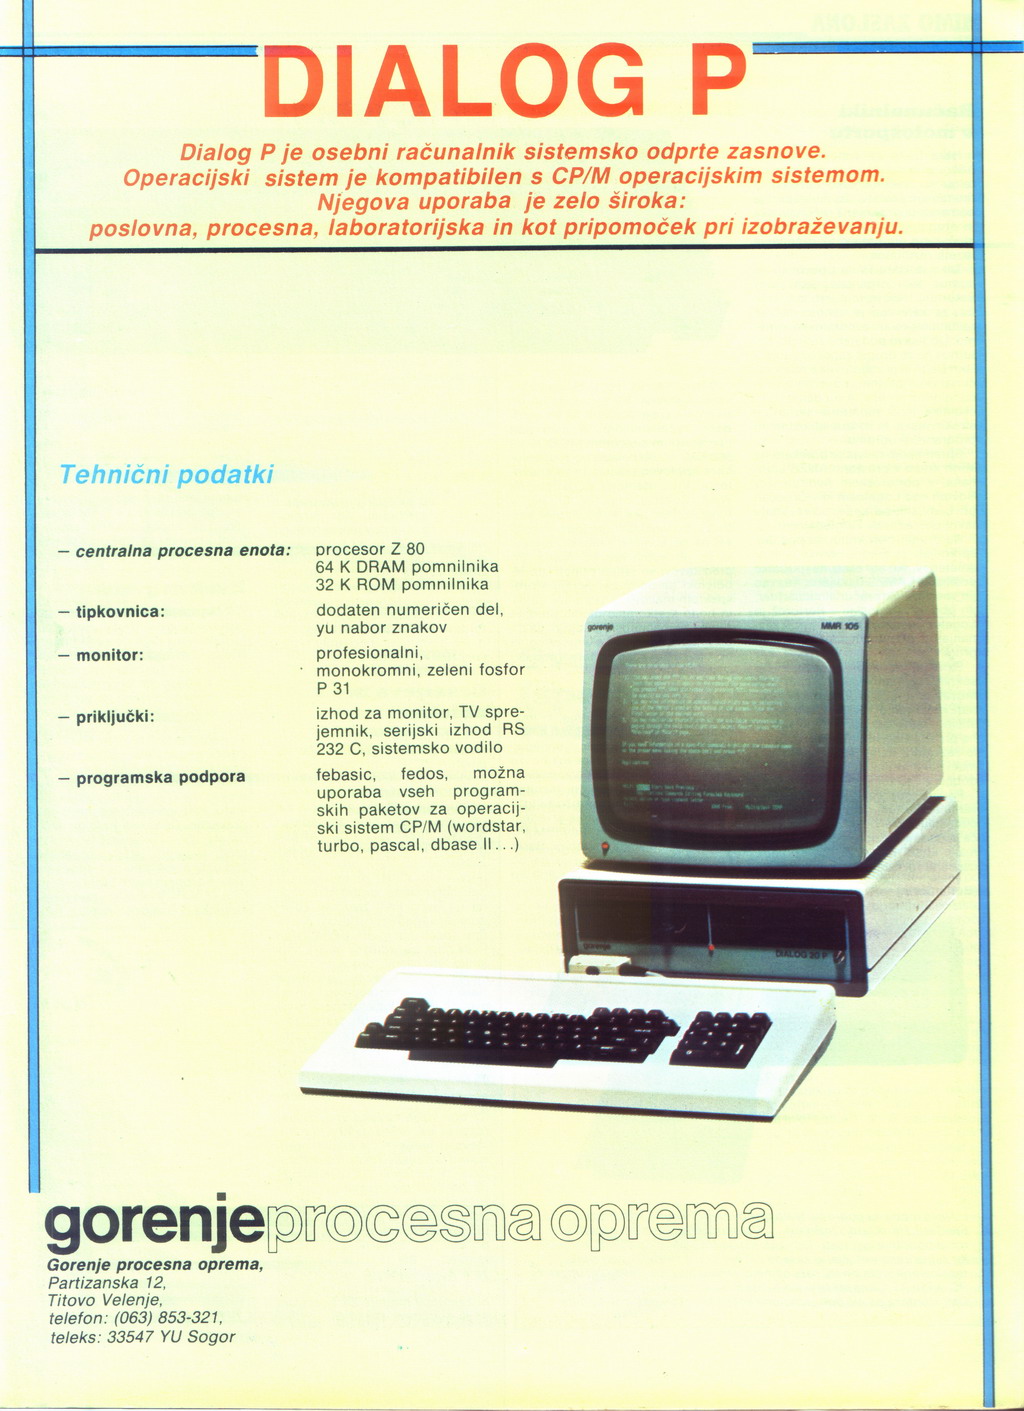 DIALOG P
Dialog P je osebni računalnik sistemsko odprte zasnove.
Operacijski sistem je kompatibilen s CP/M operacijskim sistemom.
Njegova uporaba je zelo široka:
poslovna, procesna, laboratorijska in kot pripomoček pri izobraževanju.
Tehnični podatki
— centralna procesna enota: procesor Z 80
64 K DRAM pomnilnika
32 K ROM pomnilnika
— tipkovnica: dodaten numeričen del,
yu nabor znakov
— monitor: profesionalni,
monokromni, zeleni fosfor
P 31
— priključki: izhod za monitor, TV spre-
jemnik, serijski izhod RS
232 C, sistemsko vodilo
— programska podpora febasic, fedos, možna
uporaba vseh program-
skih paketov za operacij-
ski sistem CP/M (wordstar,
turbo, pascal, dbase II...)
gorenje MMR 105
gorenje DIALOG 20 P
gorenje procesna oprema
Gorenje procesna oprema,
Partizanska 12,
Titovo Velenje,
telefon: (063) 853-321,
teleks: 33547 YU Sogor